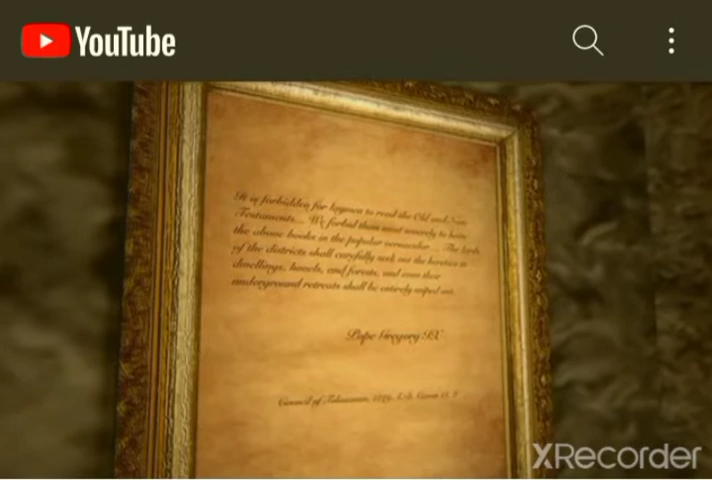 YouTube
It is forbidden for laymen to read the Old and New
Testaments... We forbid them most severely to have
the above books in the popular vernacular... The lords
of the districts shall carefully seek out the heretics in
dwellings, hovels, and forests, and even their
underground retreats shall be entirely wiped out.
Pope Gregory IX
Council of
XRecorder